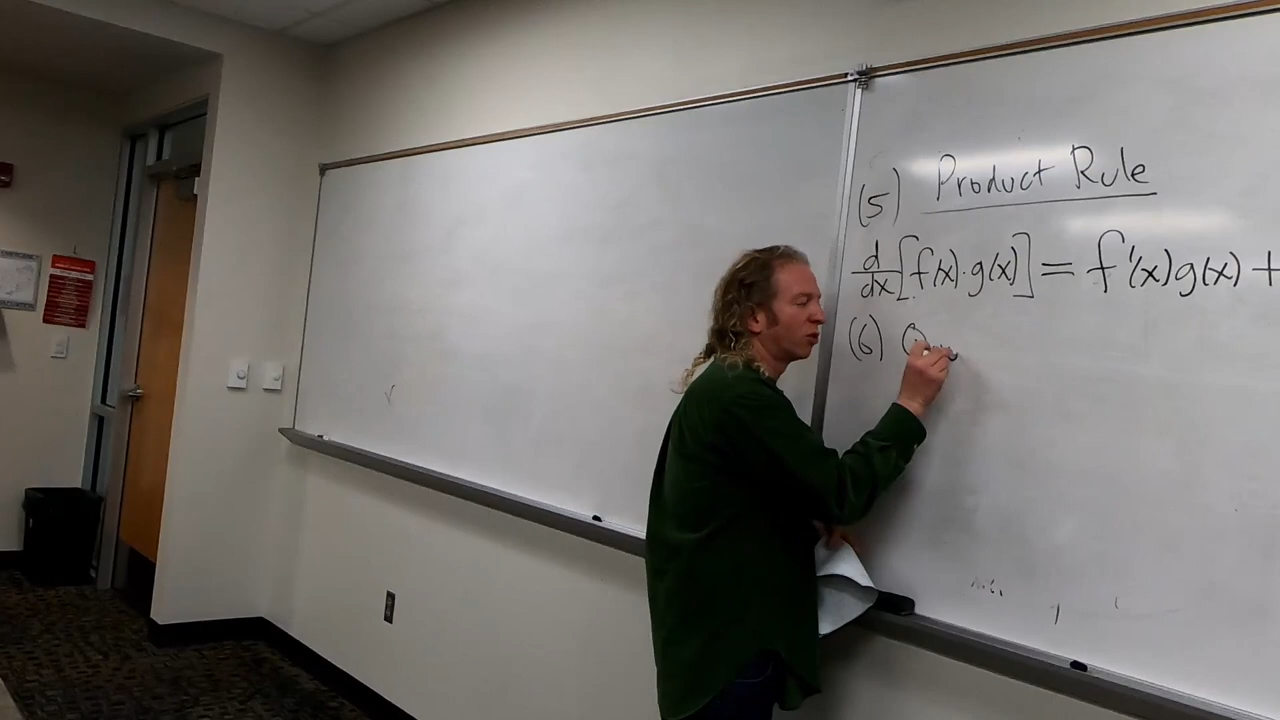 (5) Product Rule
d/dx[f(x)·g(x)] = f'(x)g(x) +
(6) Q